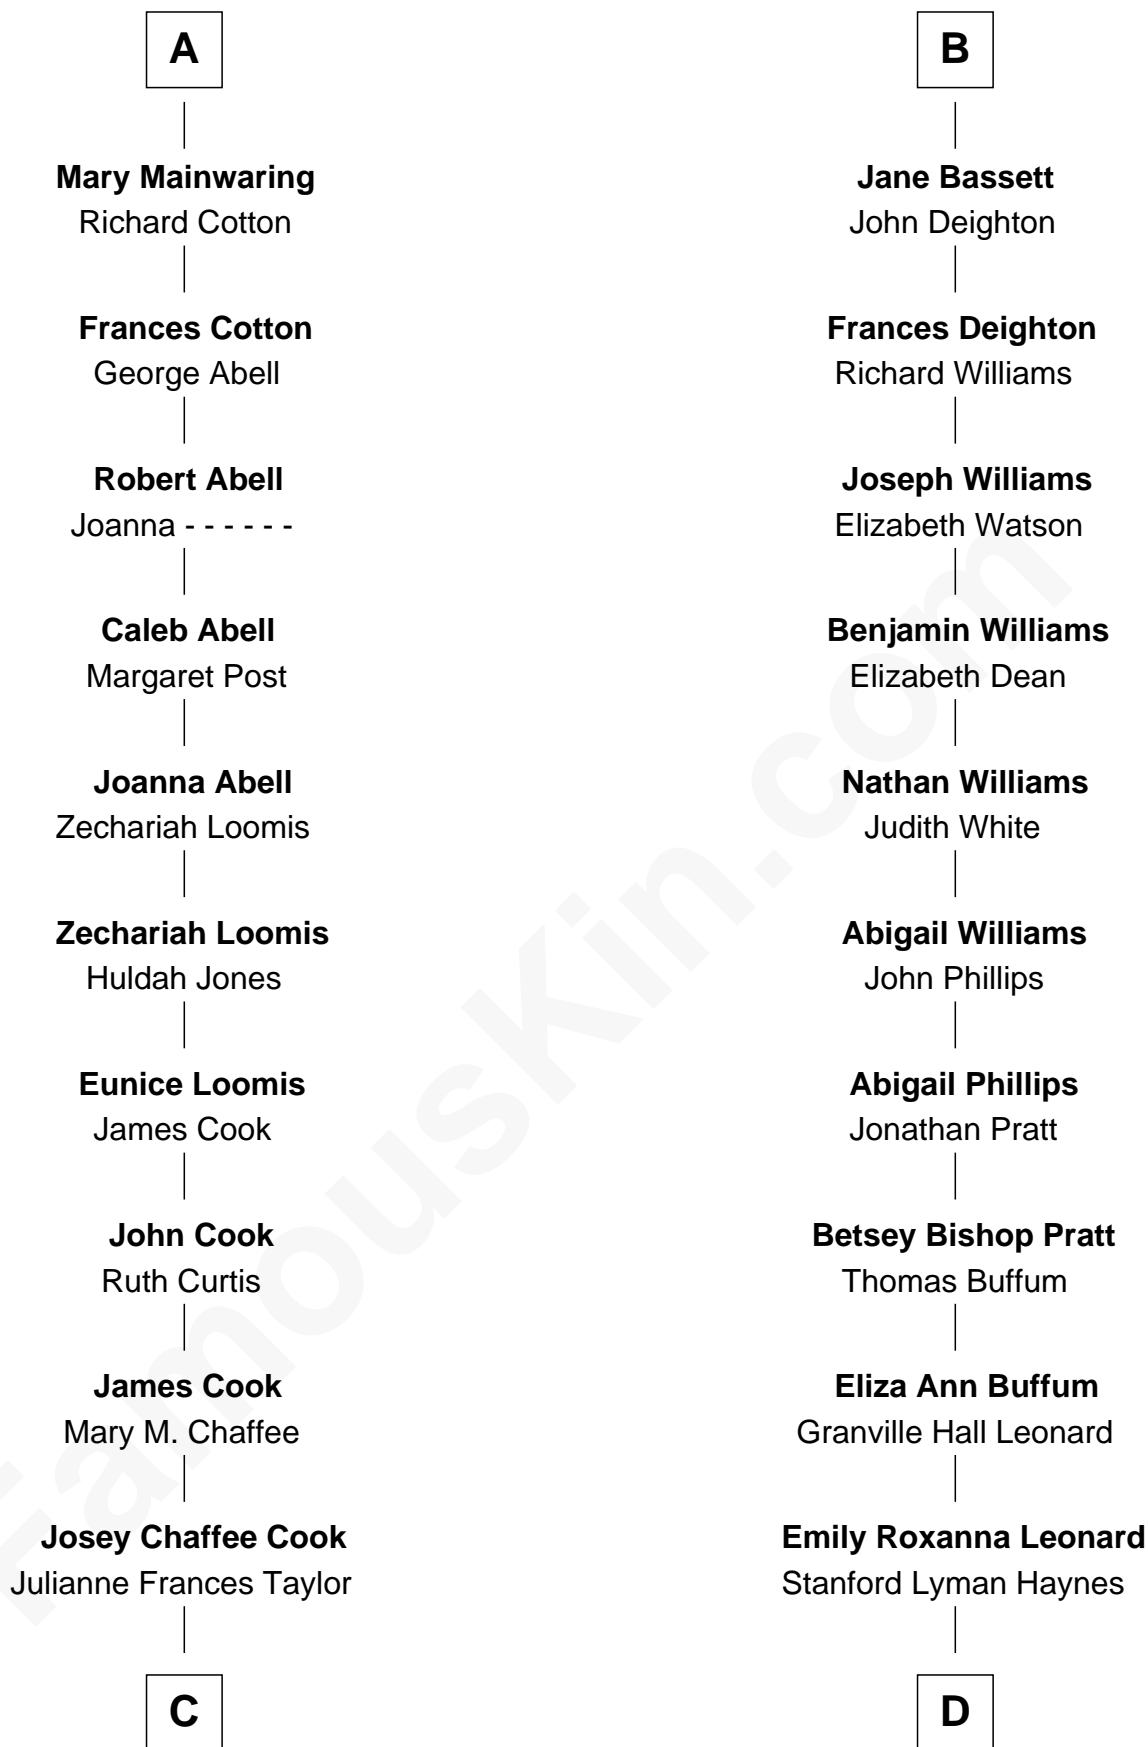 A
Mary Mainwaring
Richard Cotton
Frances Cotton
George Abell
Robert Abell
Joanna - - - - - -
Caleb Abell
Margaret Post
Joanna Abell
Zechariah Loomis
Zechariah Loomis
Huldah Jones
Eunice Loomis
James Cook
John Cook
Ruth Curtis
James Cook
Mary M. Chaffee
Josey Chaffee Cook
Julianne Frances Taylor
C
B
Jane Bassett
John Deighton
Frances Deighton
Richard Williams
Joseph Williams
Elizabeth Watson
Benjamin Williams
Elizabeth Dean
Nathan Williams
Judith White
Abigail Williams
John Phillips
Abigail Phillips
Jonathan Pratt
Betsey Bishop Pratt
Thomas Buffum
Eliza Ann Buffum
Granville Hall Leonard
Emily Roxanna Leonard
Stanford Lyman Haynes
D
FamousKin.com